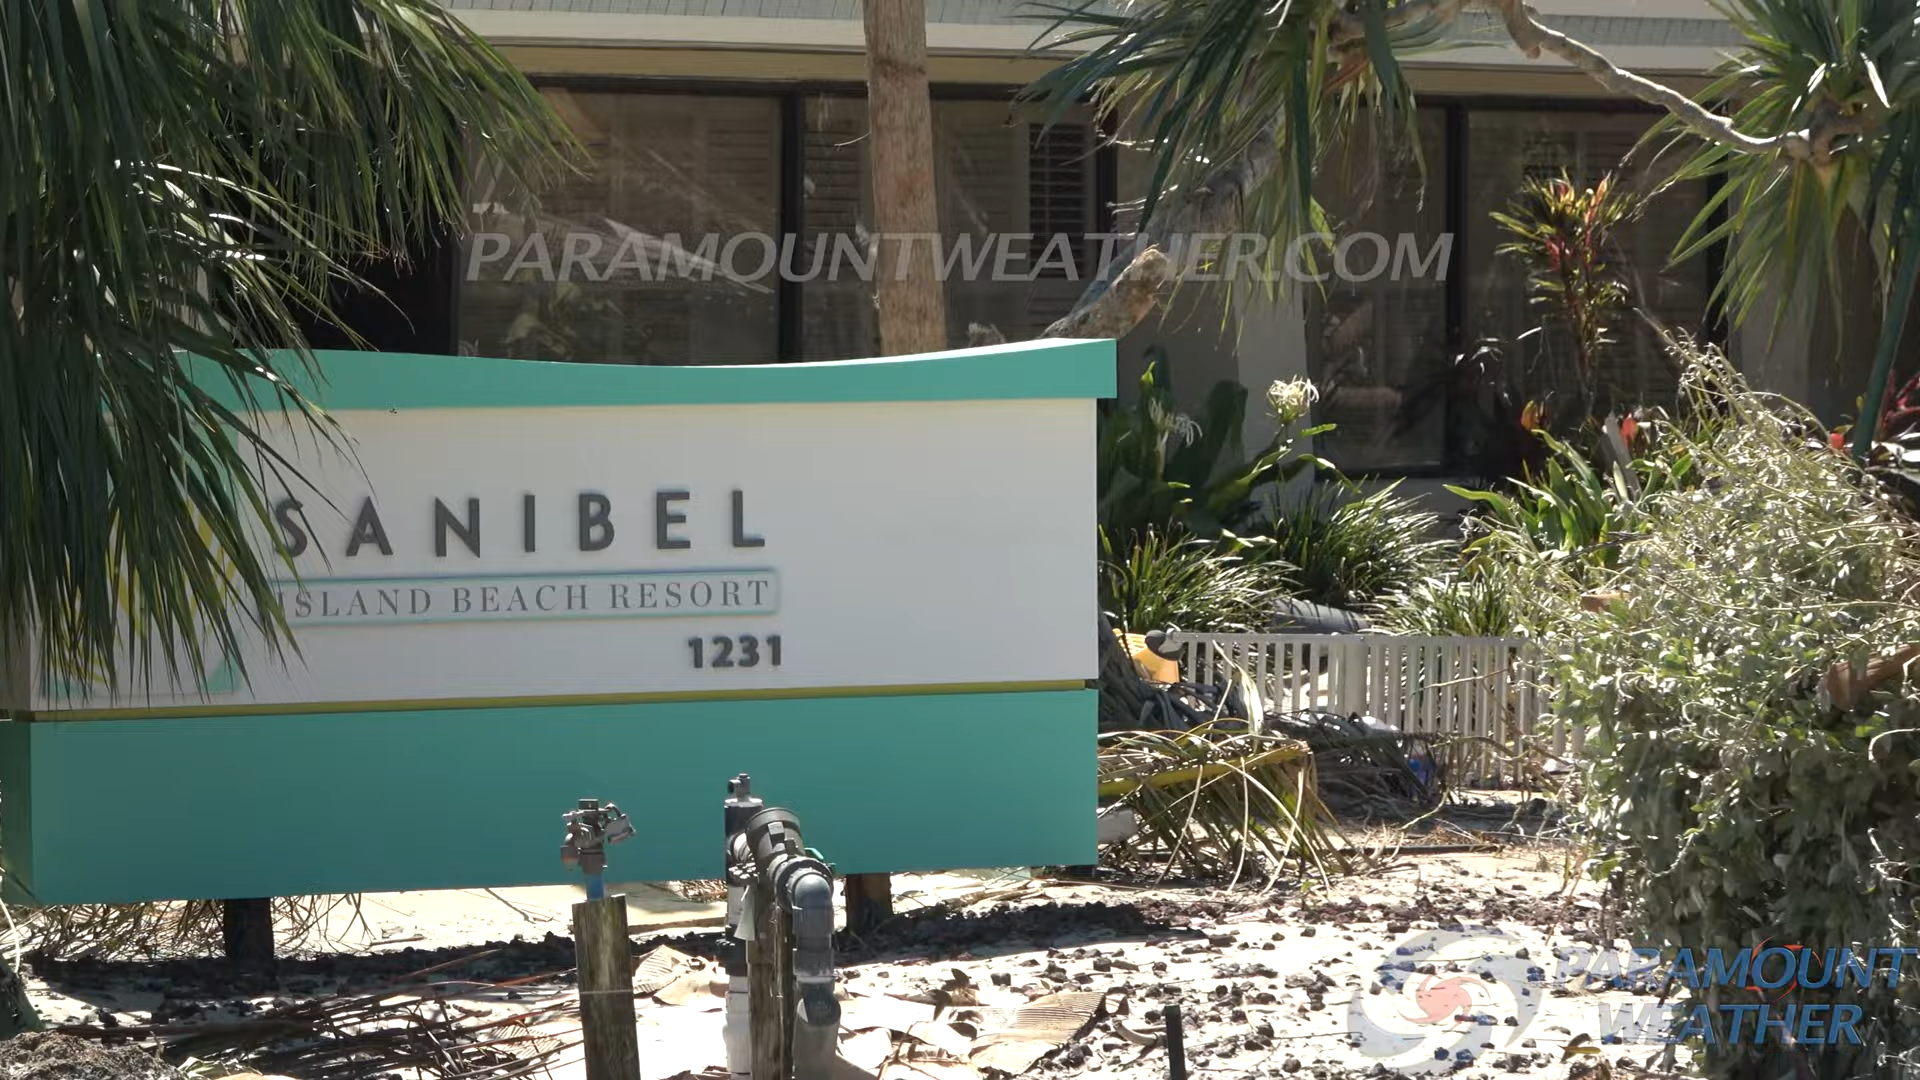 PARAMOUNTWEATHER.COM
SANIBEL
ISLAND BEACH RESORT
1231
PARAMOUNT
WEATHER